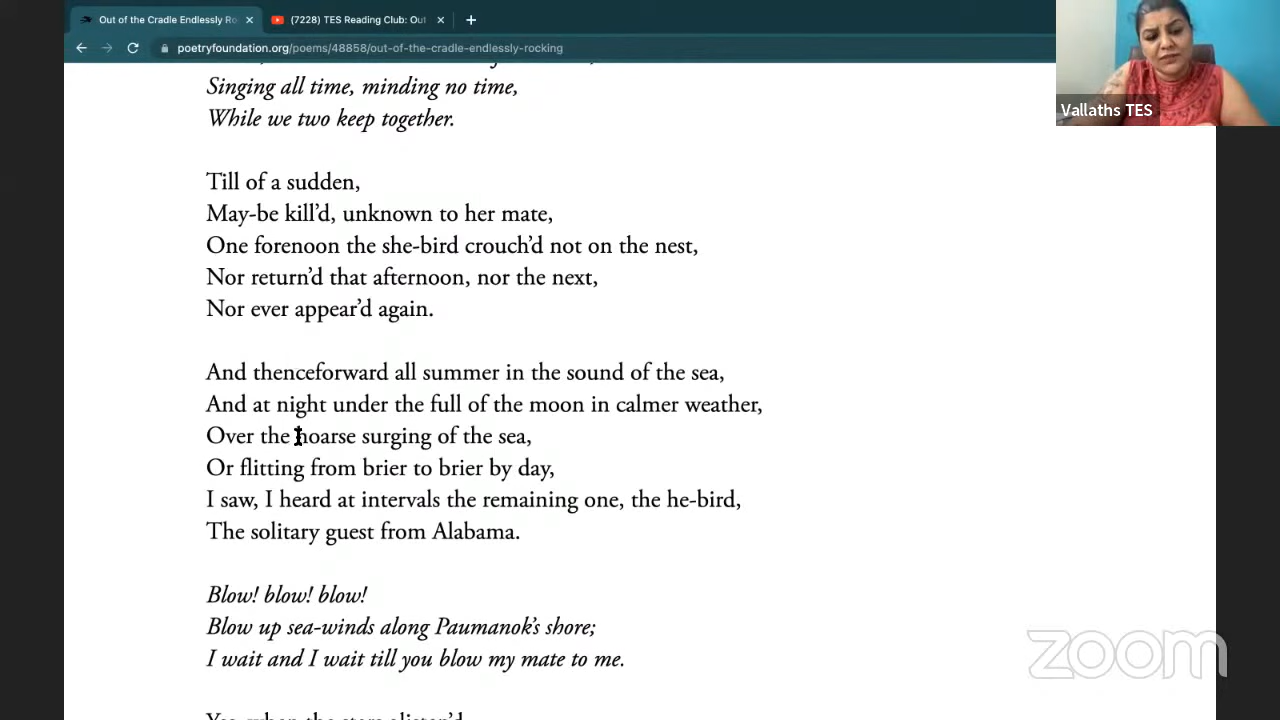 Out of the Cradle Endlessly Ro
(7228) TES Reading Club: Out
poetryfoundation.org/poems/48858/out-of-the-cradle-endlessly-rocking
Vallaths TES
Singing all time, minding no time,
While we two keep together.
Till of a sudden,
May-be kill’d, unknown to her mate,
One forenoon the she-bird crouch’d not on the nest,
Nor return’d that afternoon, nor the next,
Nor ever appear’d again.
And thenceforward all summer in the sound of the sea,
And at night under the full of the moon in calmer weather,
Over the hoarse surging of the sea,
Or flitting from brier to brier by day,
I saw, I heard at intervals the remaining one, the he-bird,
The solitary guest from Alabama.
Blow! blow! blow!
Blow up sea-winds along Paumanok’s shore;
I wait and I wait till you blow my mate to me.
Yes, when the stars glisten’d,
zoom